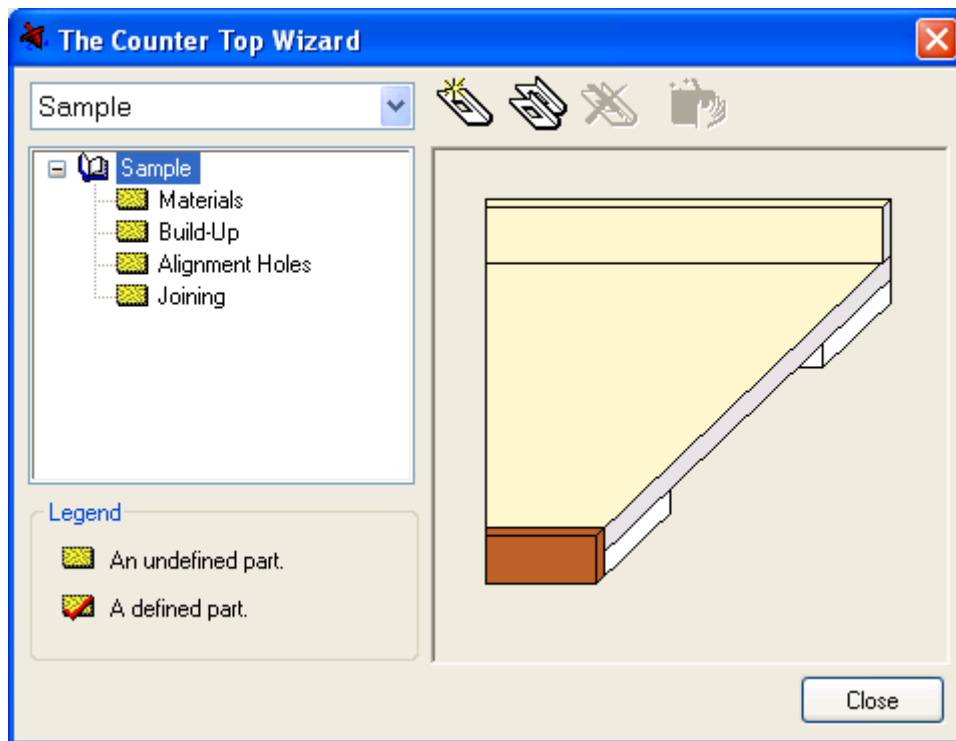 The Counter Top Wizard
Sample
Sample
Materials
Build-Up
Alignment Holes
Joining
Legend
An undefined part.
A defined part.
Close